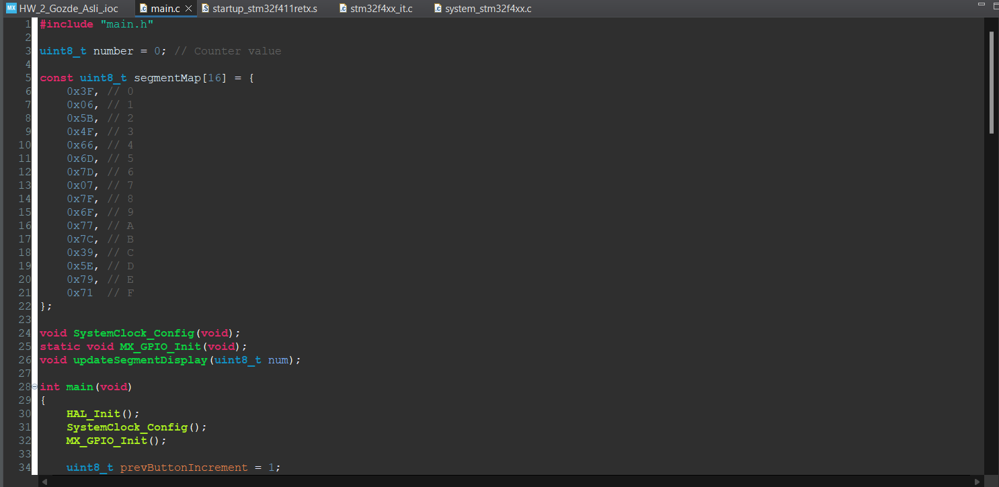 HW_2_Gozde_Asli_.ioc main.c startup_stm32f411retx.s stm32f4xx_it.c system_stm32f4xx.c
1 #include "main.h"
2
3 uint8_t number = 0; // Counter value
4
5 const uint8_t segmentMap[16] = {
6     0x3F, // 0
7     0x06, // 1
8     0x5B, // 2
9     0x4F, // 3
10     0x66, // 4
11     0x6D, // 5
12     0x7D, // 6
13     0x07, // 7
14     0x7F, // 8
15     0x6F, // 9
16     0x77, // A
17     0x7C, // B
18     0x39, // C
19     0x5E, // D
20     0x79, // E
21     0x71  // F
22 };
23
24 void SystemClock_Config(void);
25 static void MX_GPIO_Init(void);
26 void updateSegmentDisplay(uint8_t num);
27
28 int main(void)
29 {
30     HAL_Init();
31     SystemClock_Config();
32     MX_GPIO_Init();
33
34     uint8_t prevButtonIncrement = 1;